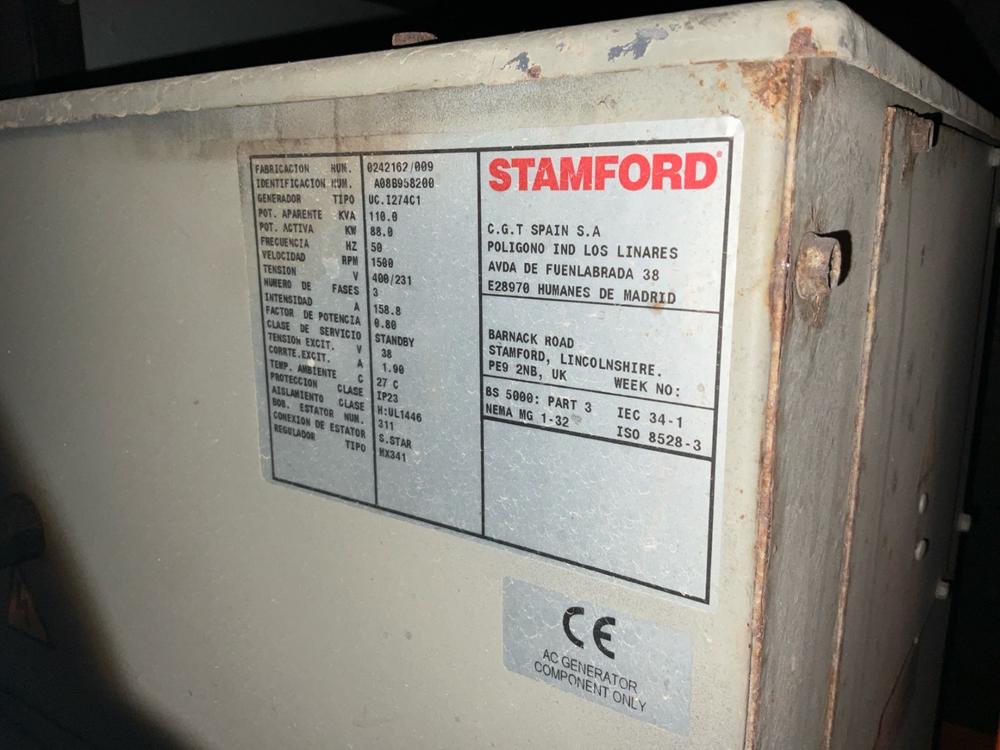 FABRICACION NUM. 0242162/009
IDENTIFICACION NUM. A08B958200
GENERADOR TIPO UC.I274C1
POT. APARENTE KVA 110.0
POT. ACTIVA KW 88.0
FRECUENCIA HZ 50
VELOCIDAD RPM 1500
TENSION V 400/231
NUMERO DE FASES 3
INTENSIDAD A 158.8
FACTOR DE POTENCIA 0.80
CLASE DE SERVICIO STANDBY
TENSION EXCIT. V 38
CORRTE.EXCIT. A 1.90
TEMP. AMBIENTE C 27 C
PROTECCION CLASE IP23
AISLAMIENTO CLASE H:UL1446
BOB. ESTATOR NUM. 311
CONEXION DE ESTATOR S.STAR
REGULADOR TIPO MX341
STAMFORD
C.G.T SPAIN S.A
POLIGONO IND LOS LINARES
AVDA DE FUENLABRADA 38
E28970 HUMANES DE MADRID
BARNACK ROAD
STAMFORD, LINCOLNSHIRE.
PE9 2NB, UK WEEK NO:
BS 5000: PART 3 IEC 34-1
NEMA MG 1-32 ISO 8528-3
CE
AC GENERATOR
COMPONENT ONLY